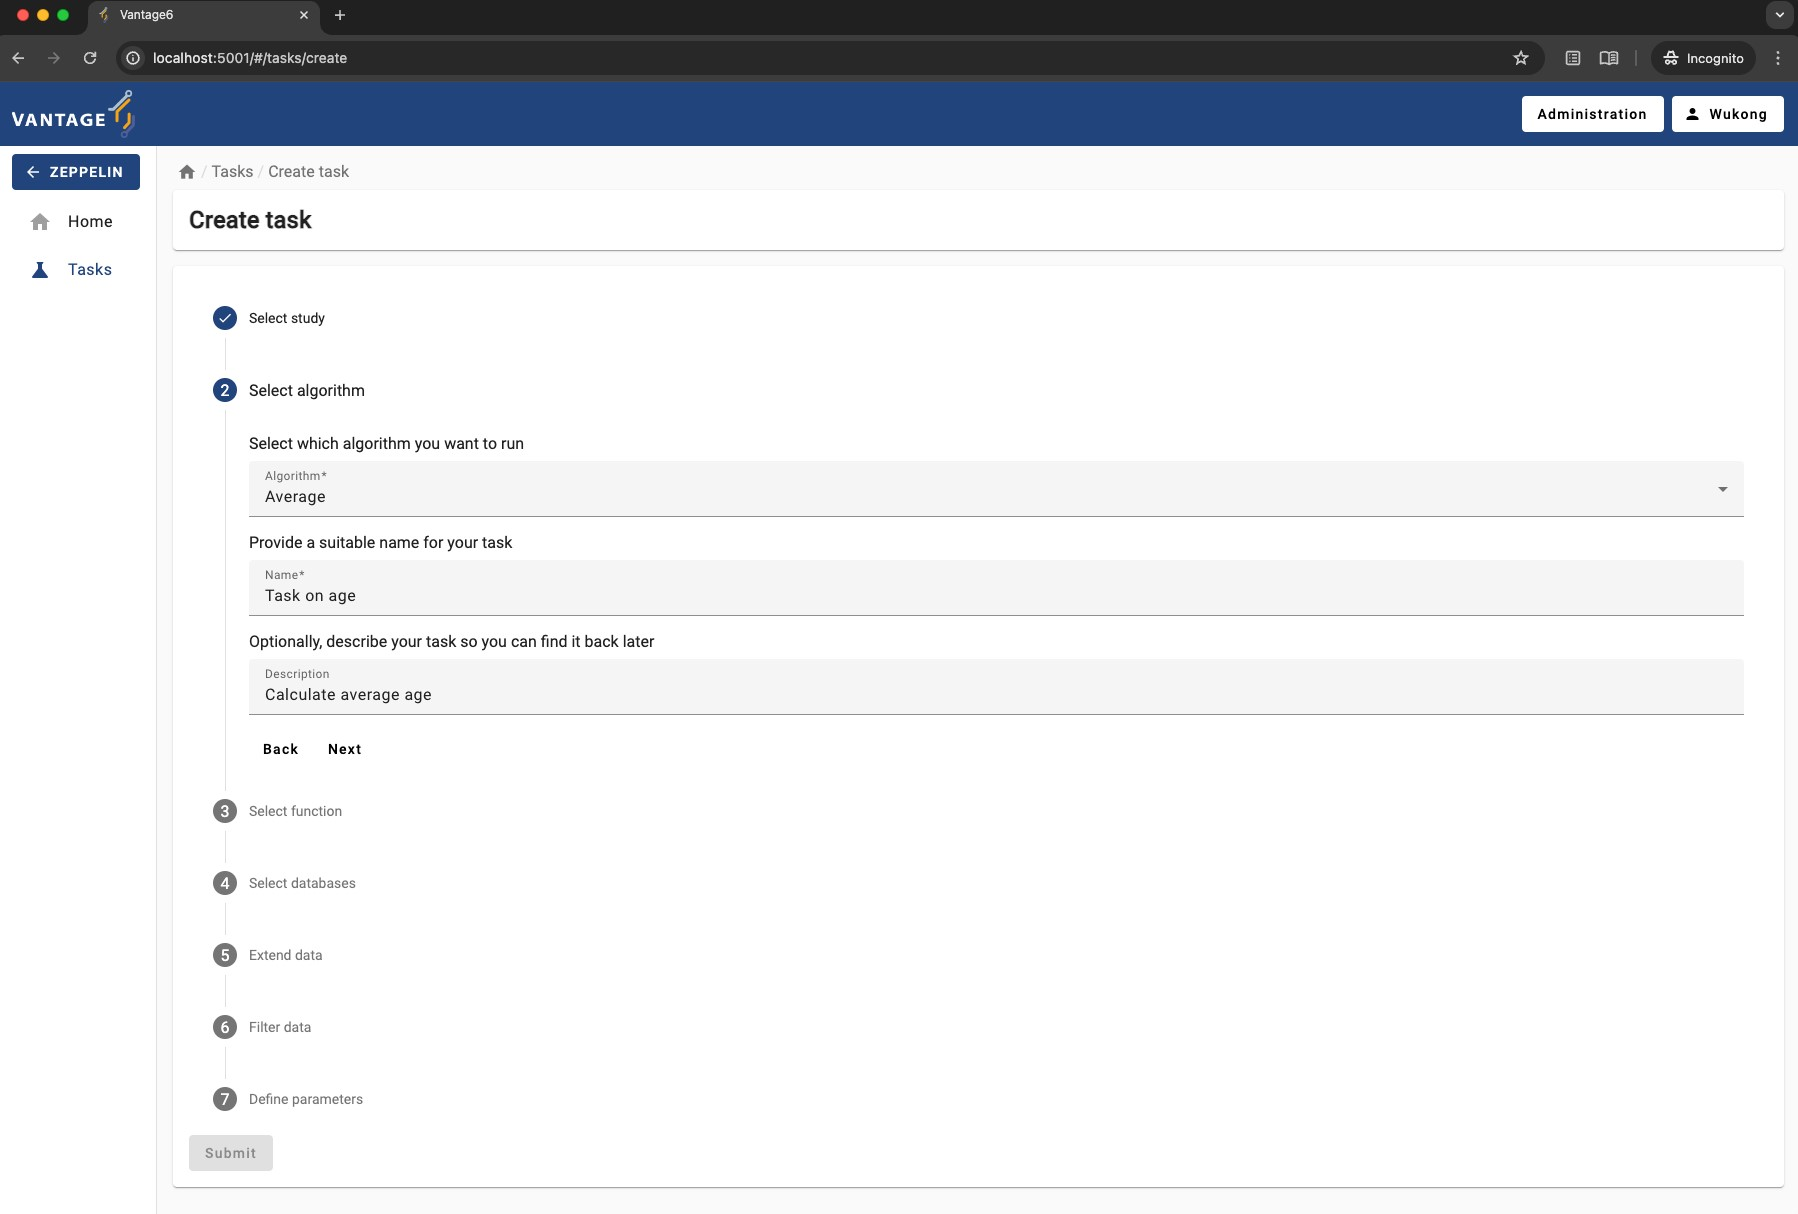 Vantage6
localhost:5001/#/tasks/create
Incognito
VANTAGE
Administration
Wukong
ZEPPELIN
Home
Tasks
/ Tasks / Create task
Create task
Select study
2 Select algorithm
Select which algorithm you want to run
Algorithm*
Average
Provide a suitable name for your task
Name*
Task on age
Optionally, describe your task so you can find it back later
Description
Calculate average age
Back Next
3 Select function
4 Select databases
5 Extend data
6 Filter data
7 Define parameters
Submit